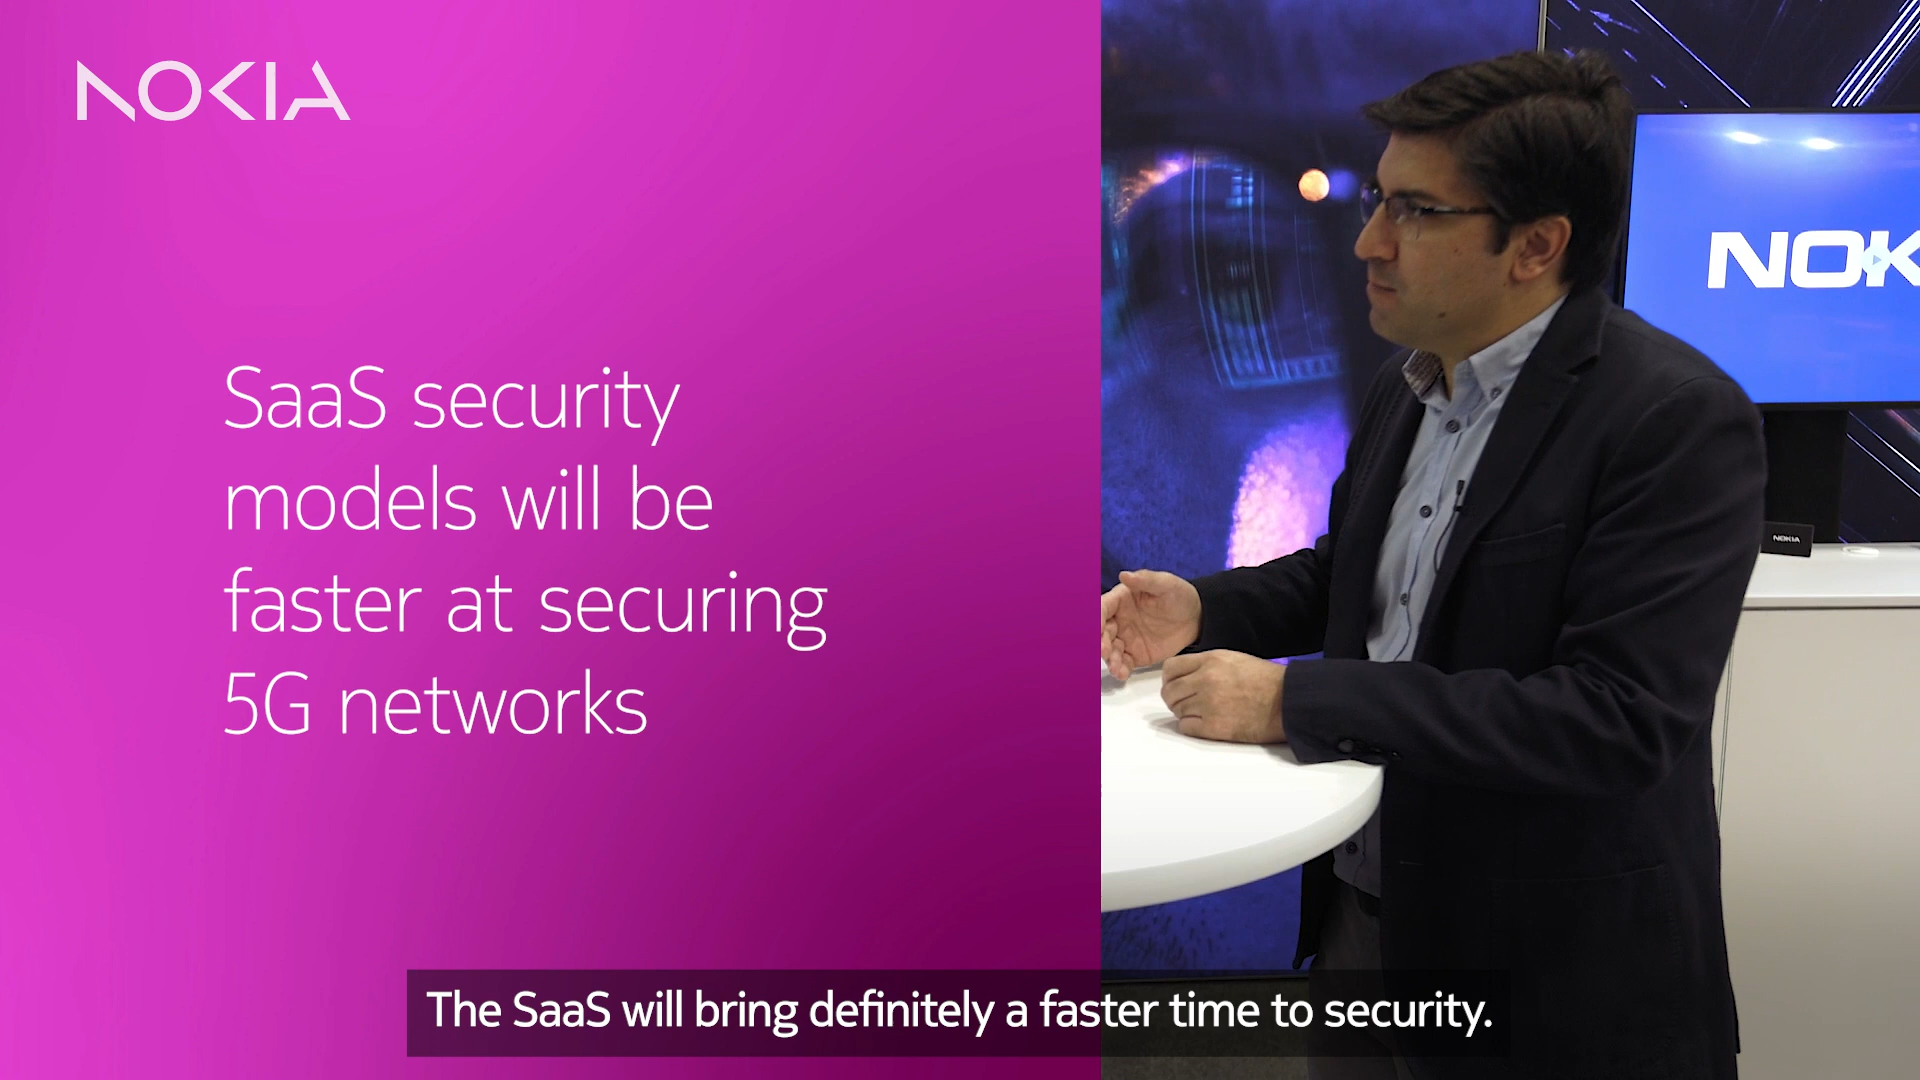 NOKIA
SaaS security
models will be
faster at securing
5G networks
NOK
NOKIA
The SaaS will bring definitely a faster time to security.